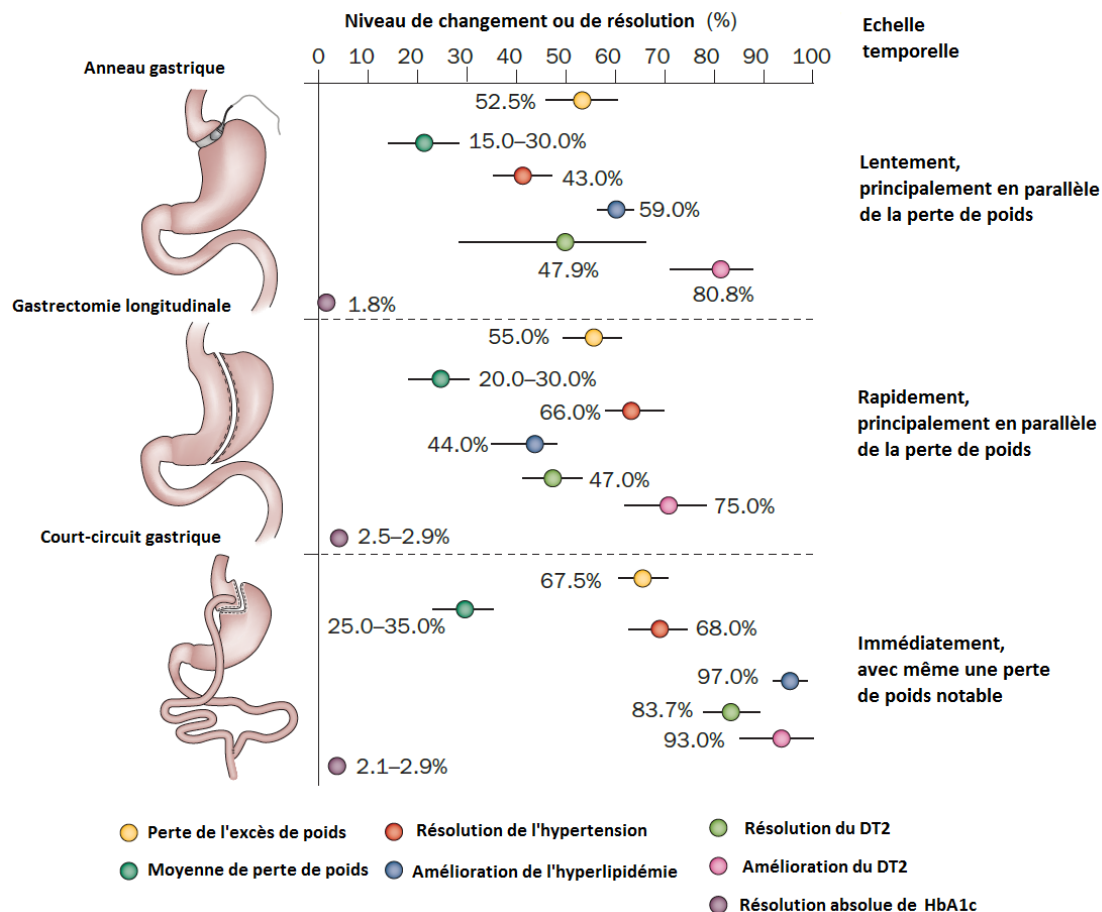 Niveau de changement ou de résolution (%)
Echelle
temporelle
0 10 20 30 40 50 60 70 80 90 100
Anneau gastrique
52.5%
15.0–30.0%
43.0%
59.0%
47.9%
80.8%
1.8%
Lentement,
principalement en parallèle
de la perte de poids
Gastrectomie longitudinale
55.0%
20.0–30.0%
66.0%
44.0%
47.0%
75.0%
2.5–2.9%
Rapidement,
principalement en parallèle
de la perte de poids
Court-circuit gastrique
67.5%
25.0–35.0%
68.0%
97.0%
83.7%
93.0%
2.1–2.9%
Immédiatement,
avec même une perte
de poids notable
Perte de l'excès de poids
Moyenne de perte de poids
Résolution de l'hypertension
Amélioration de l'hyperlipidémie
Résolution du DT2
Amélioration du DT2
Résolution absolue de HbA1c